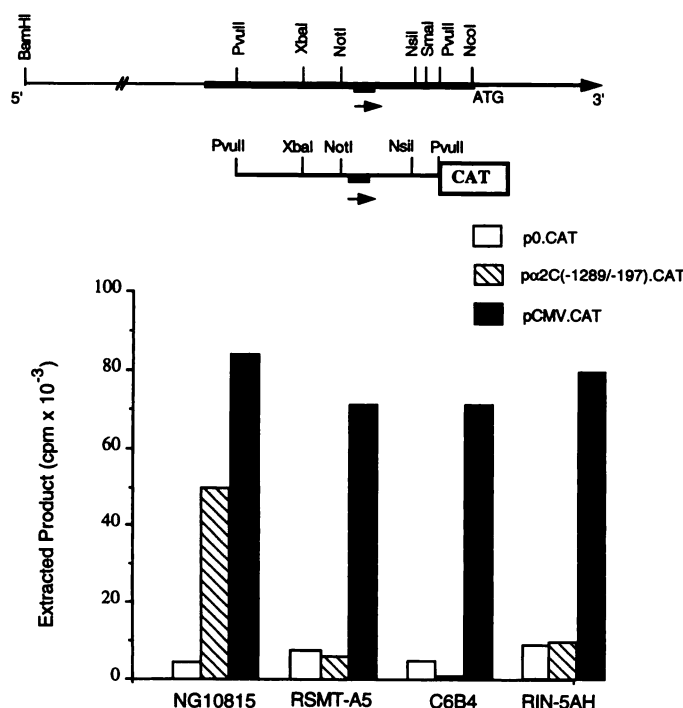 BamHI PvuII XbaI NotI NsiI SmaI PvuII NcoI
5' ATG 3'
PvuII XbaI NotI NsiI PvuII
CAT
p0.CAT
pα2C(-1289/-197).CAT
pCMV.CAT
Extracted Product (cpm x 10⁻³)
100
80
60
40
20
0
NG10815 RSMT-A5 C6B4 RIN-5AH